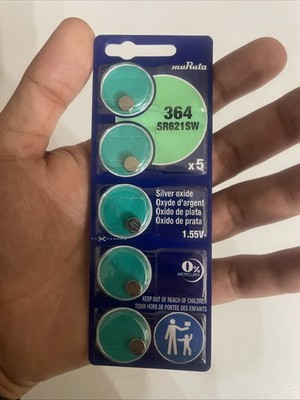 muRata
364
SR621SW
x5
Silver oxide
Oxyde d'argent
Óxido de plata
Óxido de prata
1.55V
0%
MERCURY
KEEP OUT OF REACH OF CHILDREN
TENIR HORS DE PORTÉE DES ENFANTS